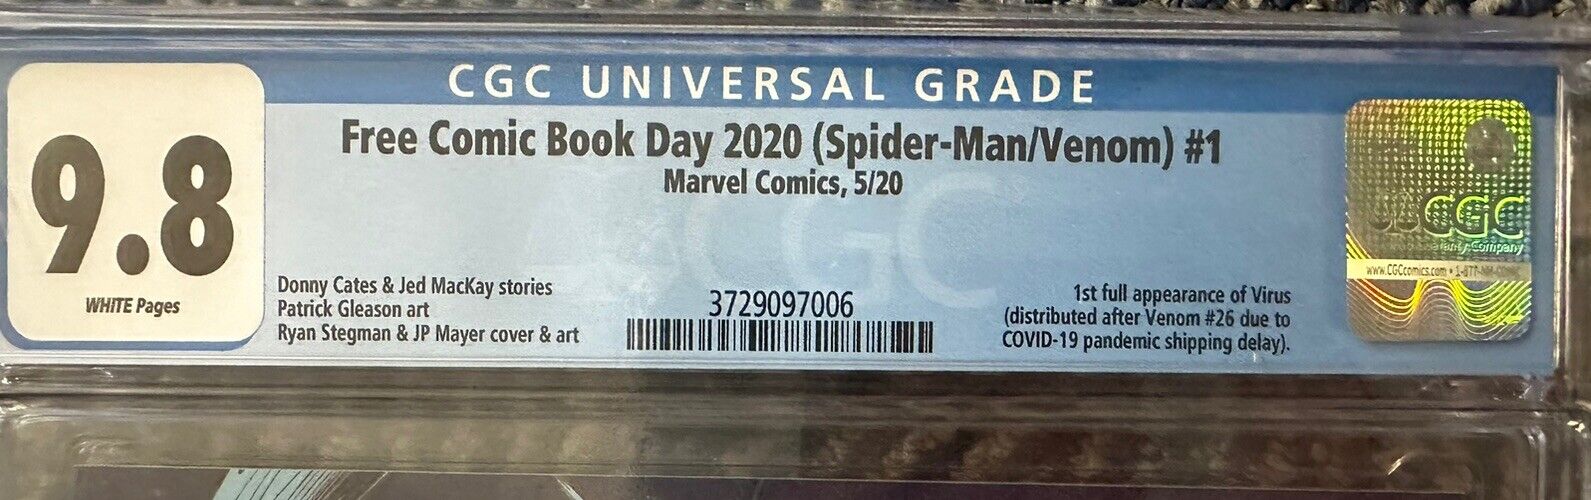 CGC UNIVERSAL GRADE
9.8
WHITE Pages
Free Comic Book Day 2020 (Spider-Man/Venom) #1
Marvel Comics, 5/20
Donny Cates & Jed MacKay stories
Patrick Gleason art
Ryan Stegman & JP Mayer cover & art
3729097006
1st full appearance of Virus
(distributed after Venom #26 due to
COVID-19 pandemic shipping delay).
CGC
CGC
Company
www.CGCcomics.com •